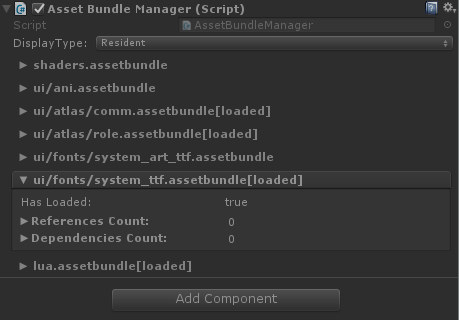 Asset Bundle Manager (Script)
Script AssetBundleManager
DisplayType: Resident
shaders.assetbundle
ui/ani.assetbundle
ui/atlas/comm.assetbundle[loaded]
ui/atlas/role.assetbundle[loaded]
ui/fonts/system_art_ttf.assetbundle
ui/fonts/system_ttf.assetbundle[loaded]
Has Loaded: true
References Count: 0
Dependencies Count: 0
lua.assetbundle[loaded]
Add Component